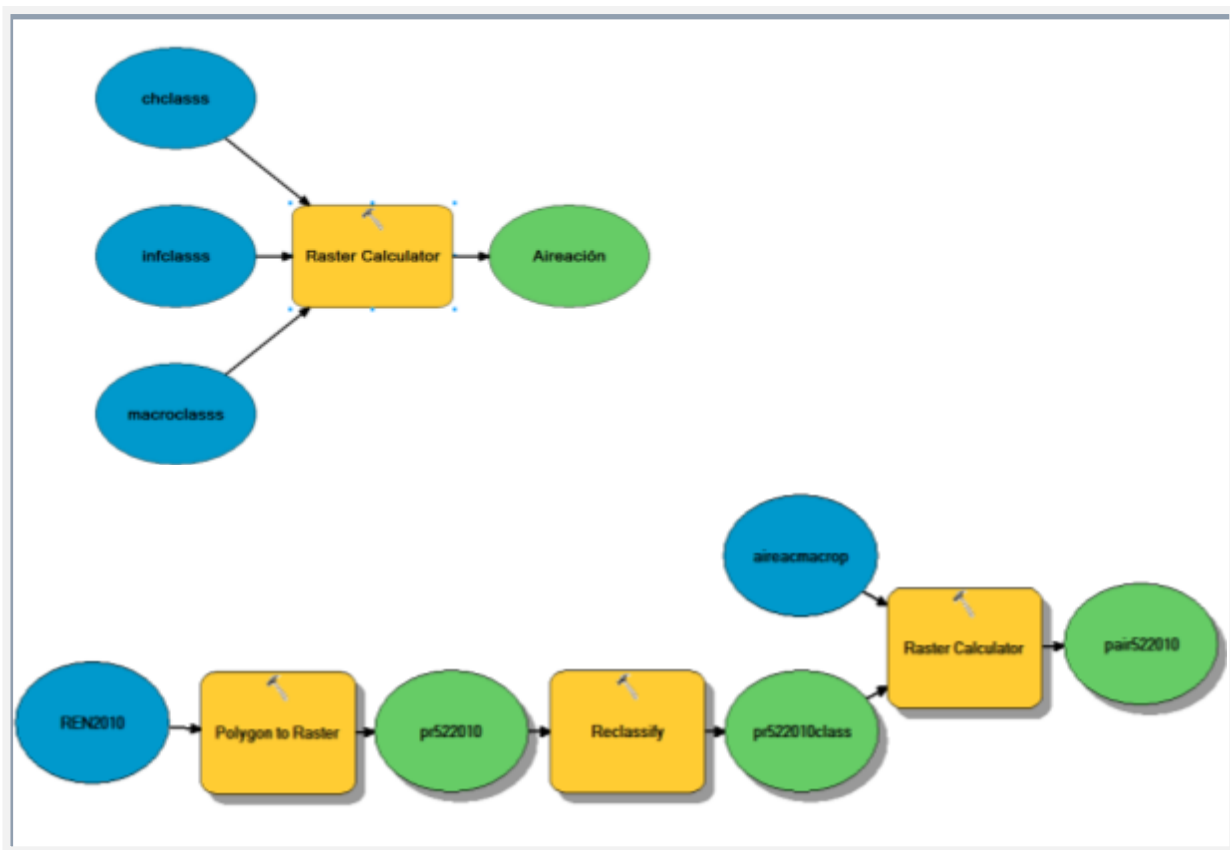 chclasss
infclasss
Raster Calculator
Aireación
macroclasss
aireacmacrop
Raster Calculator
pair522010
REN2010
Polygon to Raster
pr522010
Reclassify
pr522010class